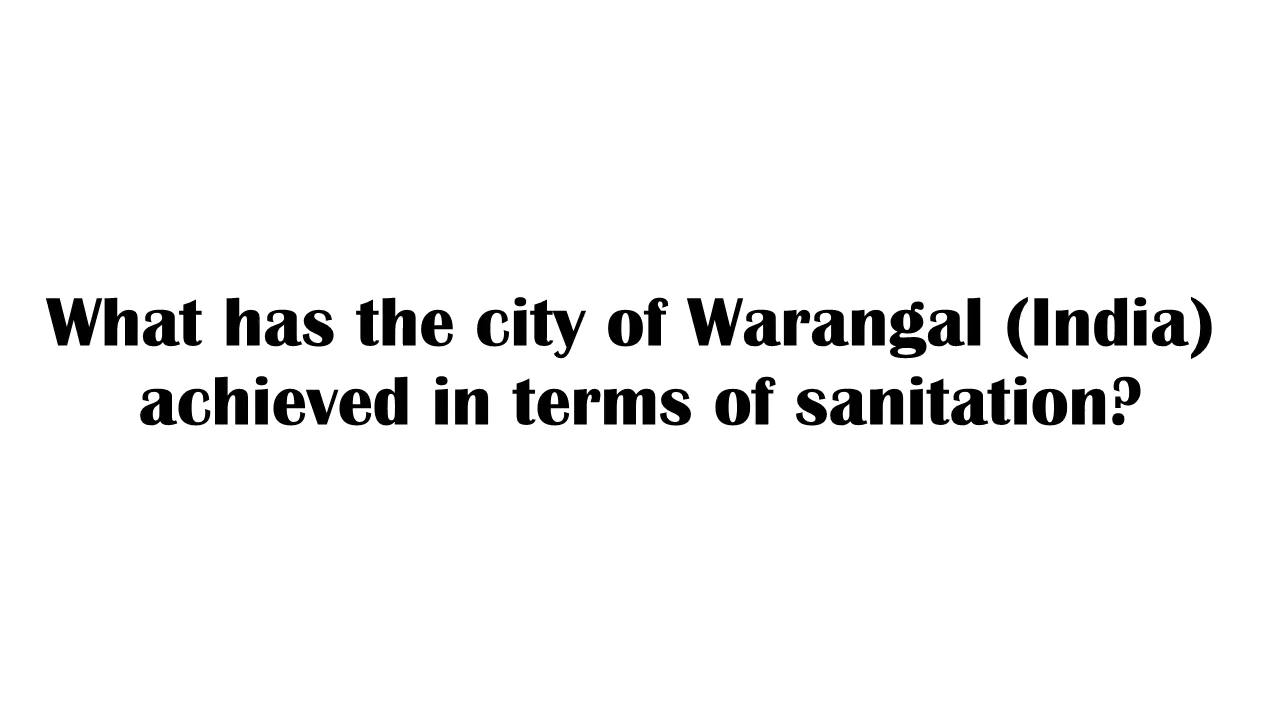 What has the city of Warangal (India)
achieved in terms of sanitation?